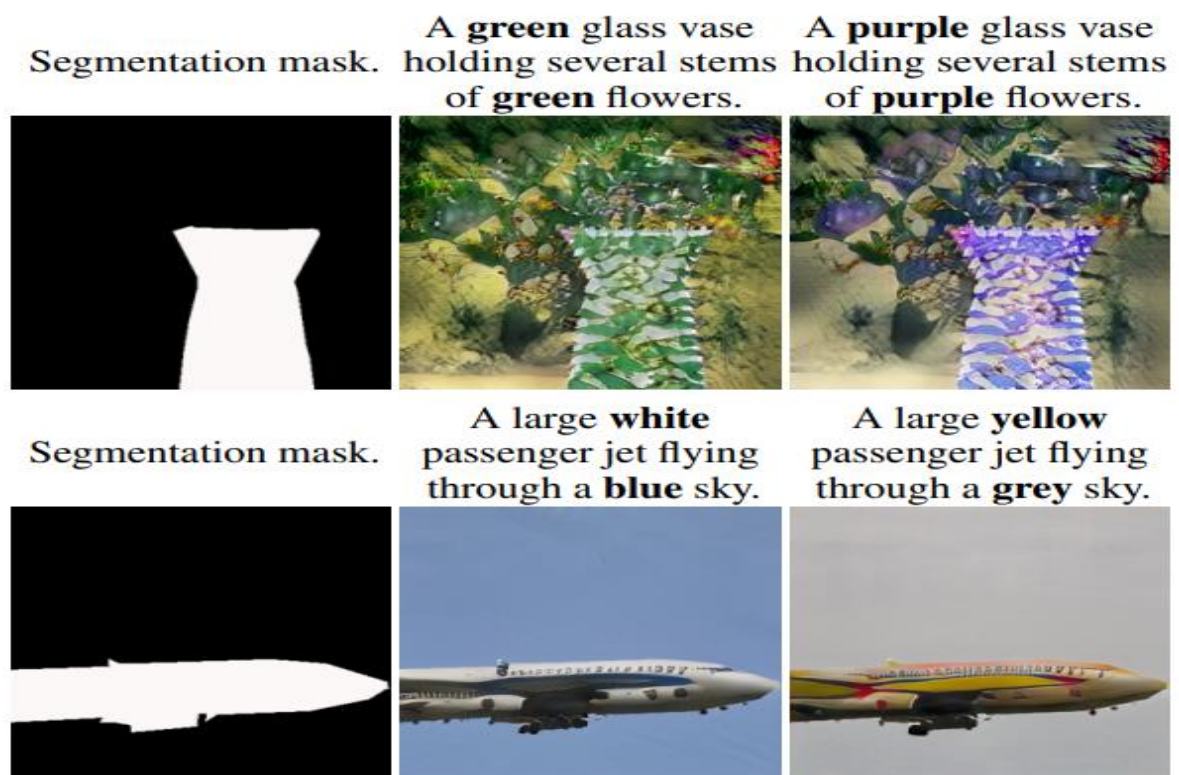 Segmentation mask.
A green glass vase
holding several stems
of green flowers.
A purple glass vase
holding several stems
of purple flowers.
Segmentation mask.
A large white
passenger jet flying
through a blue sky.
A large yellow
passenger jet flying
through a grey sky.